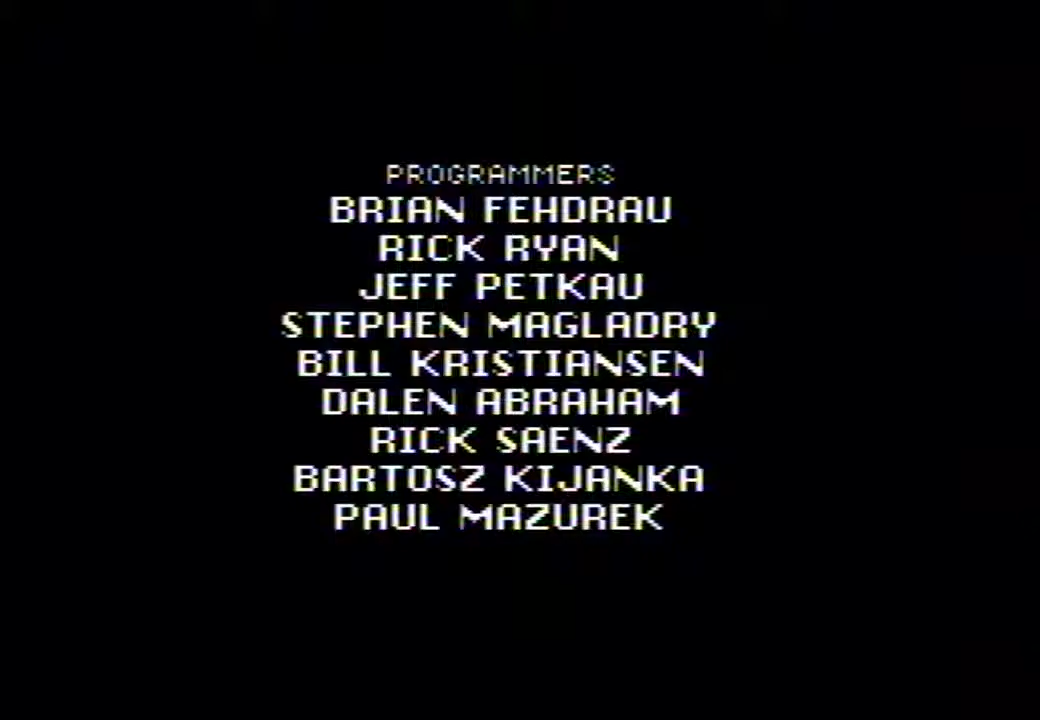 PROGRAMMERS
BRIAN FEHDRAU
RICK RYAN
JEFF PETKAU
STEPHEN MAGLADRY
BILL KRISTIANSEN
DALEN ABRAHAM
RICK SAENZ
BARTOSZ KIJANKA
PAUL MAZUREK